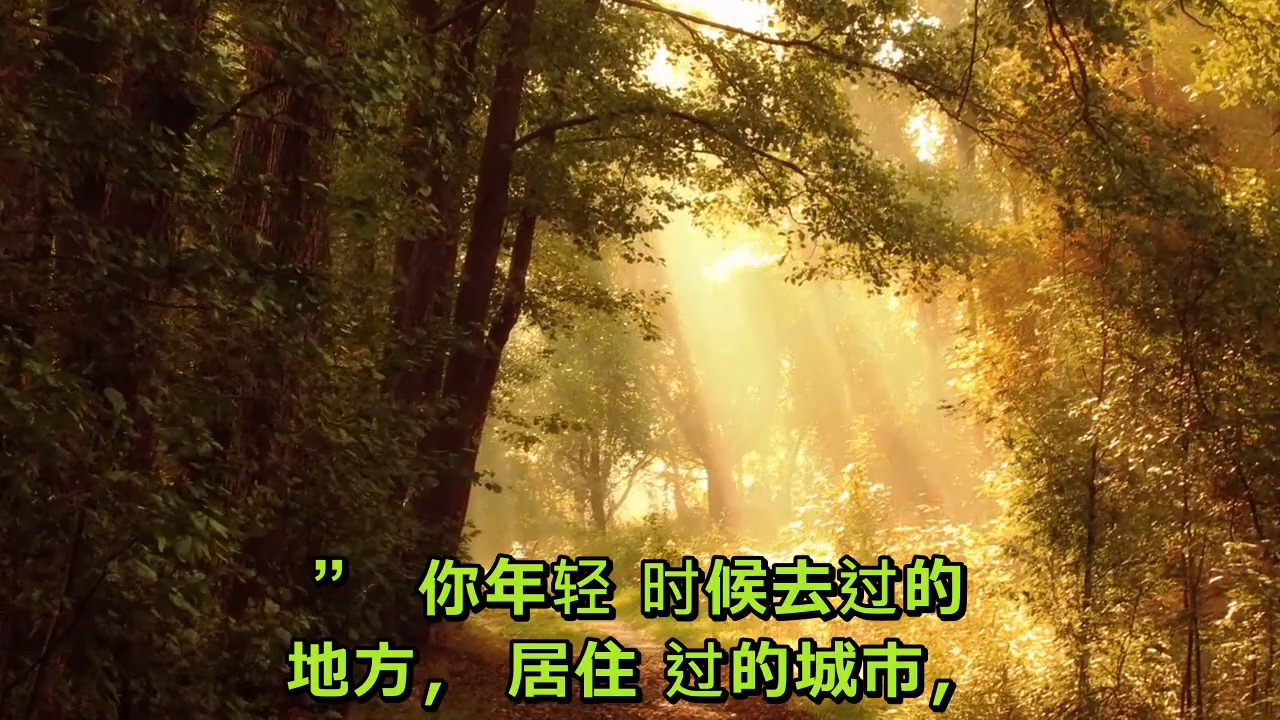 ” 你年轻 时候去过的
地方， 居住 过的城市，